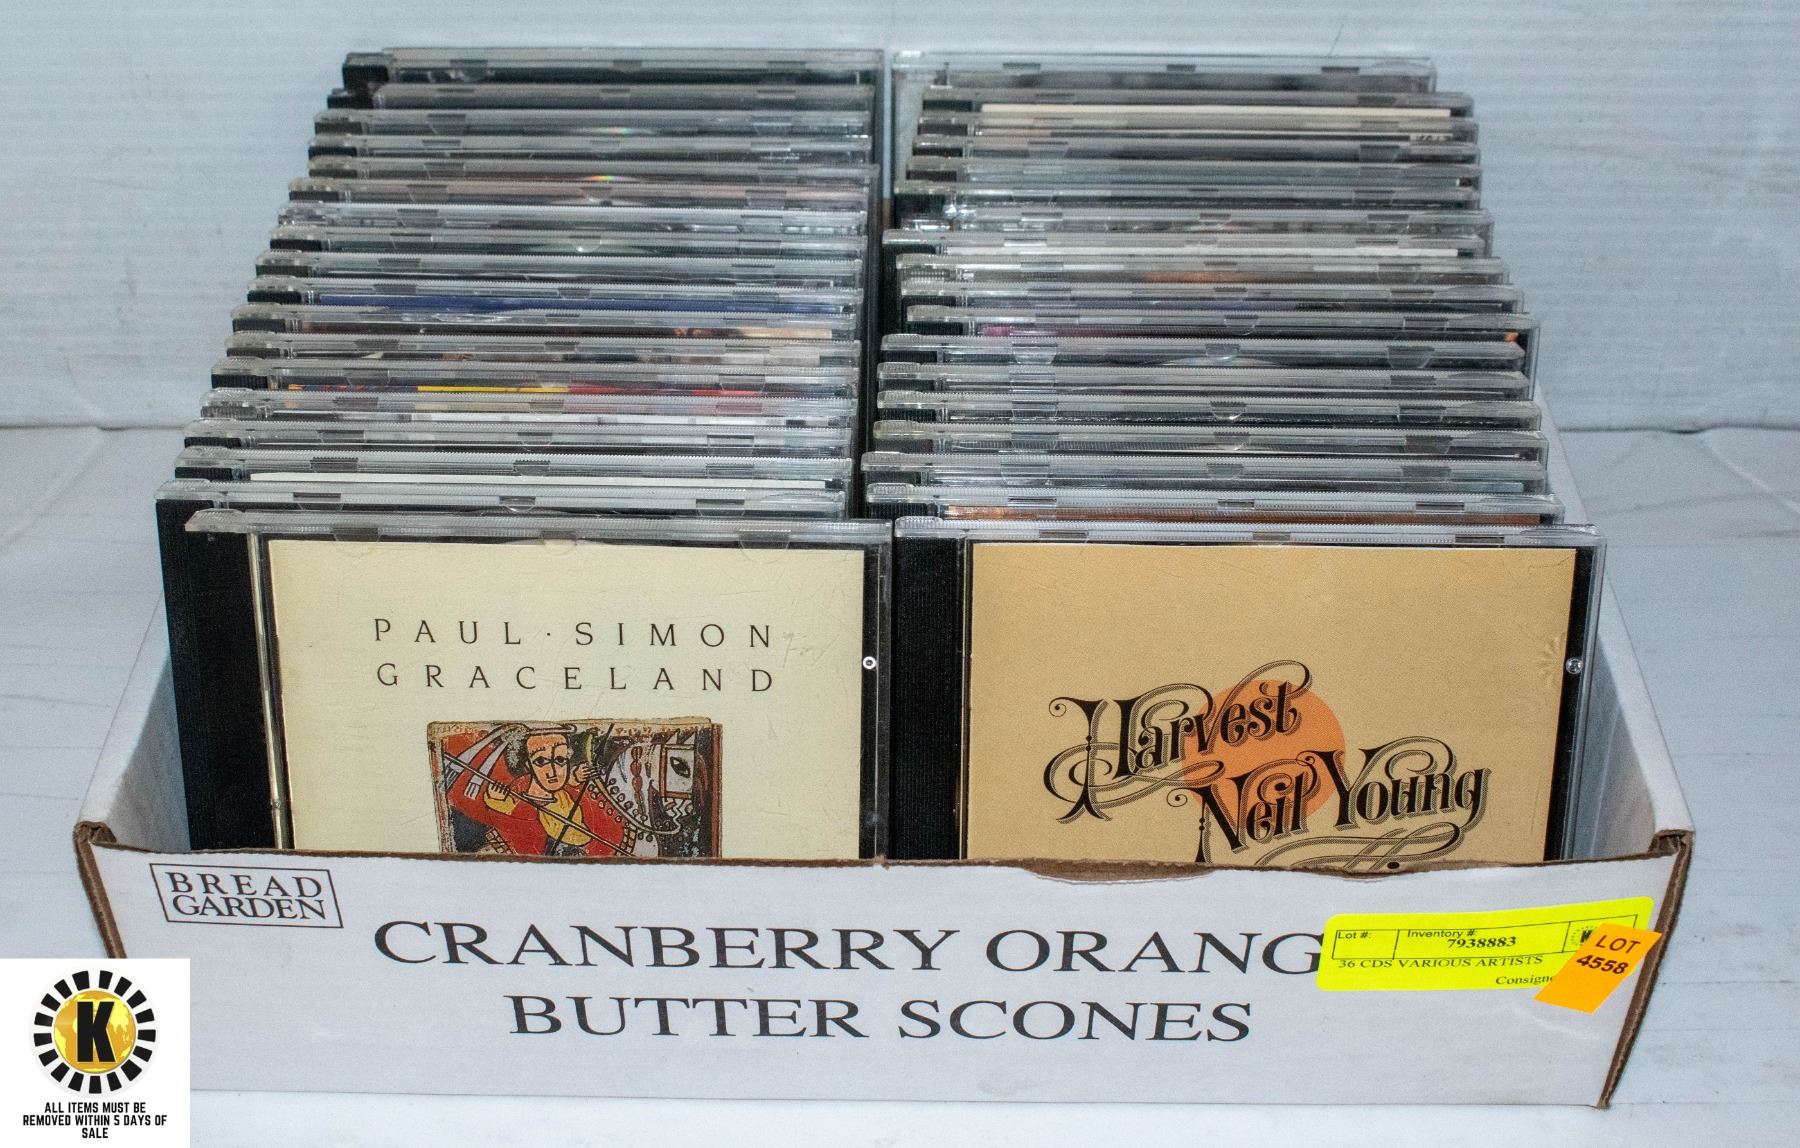 PAUL · SIMON
GRACELAND
Harvest
Neil Young
BREAD
GARDEN
CRANBERRY ORANG
BUTTER SCONES
Lot #:
Inventory #:
7938883
36 CDS VARIOUS ARTISTS
Consigne
LOT
4558
K
ALL ITEMS MUST BE
REMOVED WITHIN 5 DAYS OF
SALE